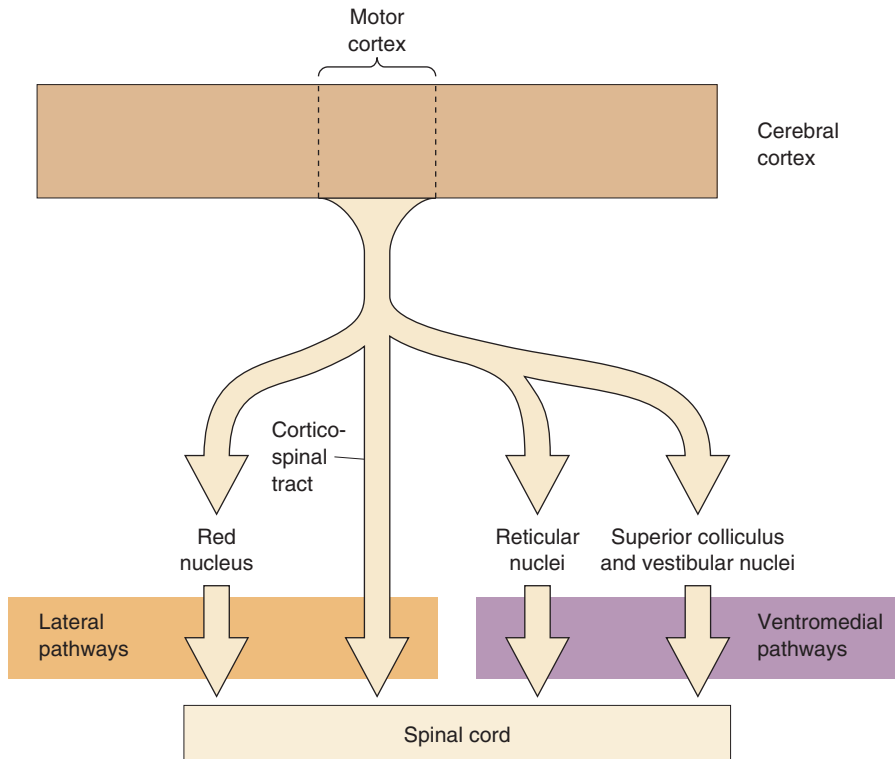 Motor
cortex
Cerebral
cortex
Cortico-
spinal
tract
Red
nucleus
Reticular
nuclei
Superior colliculus
and vestibular nuclei
Lateral
pathways
Ventromedial
pathways
Spinal cord